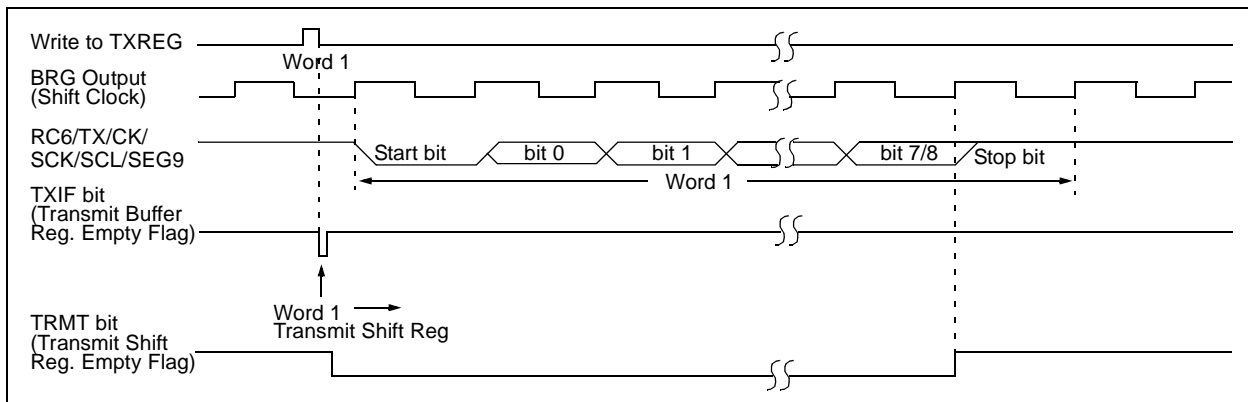 Write to TXREG
Word 1
BRG Output
(Shift Clock)
RC6/TX/CK/
SCK/SCL/SEG9
Start bit
bit 0
bit 1
bit 7/8
Stop bit
Word 1
TXIF bit
(Transmit Buffer
Reg. Empty Flag)
Word 1
Transmit Shift Reg
TRMT bit
(Transmit Shift
Reg. Empty Flag)